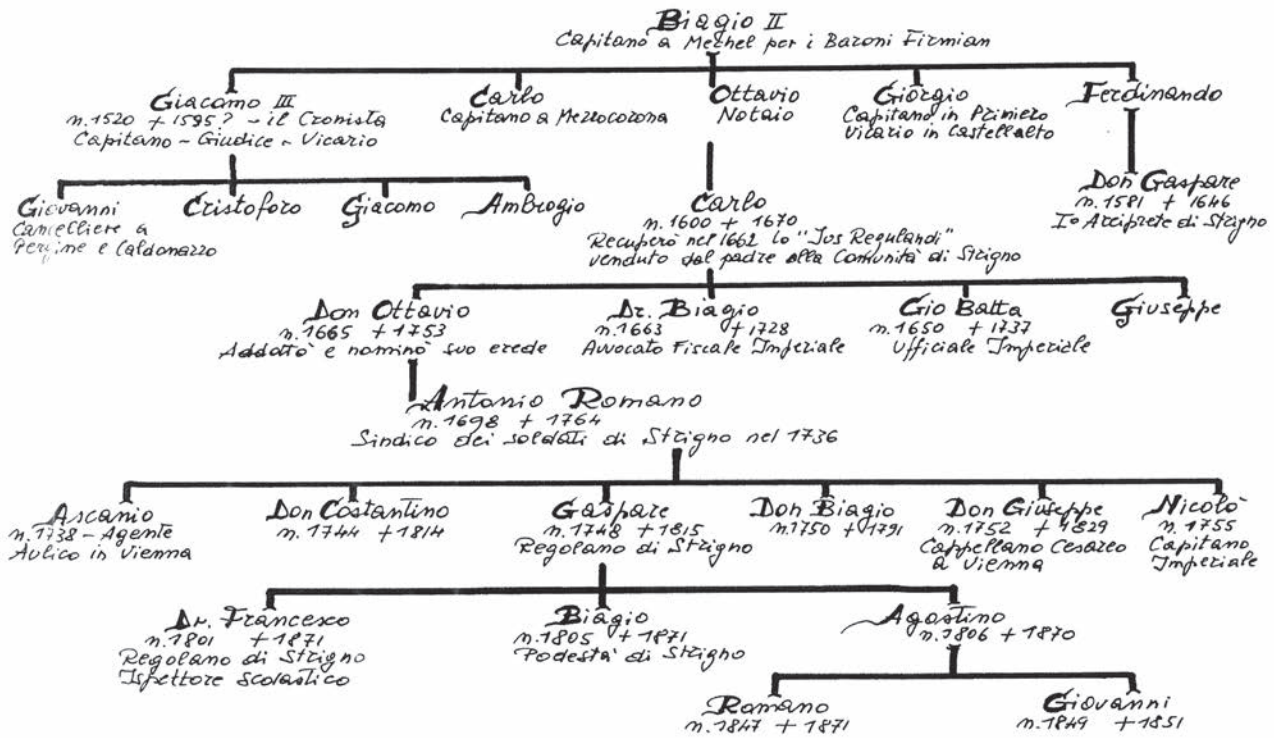 Biagio II
Capitano a Mechel per i Baroni Firmian
Giacomo III
n.1520 + 1595? - il Cronista
Capitano - Giudice - Vicario
Carlo
Capitano a Mezzocorona
Ottavio
Notaio
Giorgio
Capitano in Primiero
Vicario in Castellalto
Ferdinando
Giovanni
Cancelliere a
Pergine e Caldonazzo
Cristoforo
Giacomo
Ambrogio
Carlo
n.1600 + 1670
Recuperò nel 1662 lo "Jus Regulandi"
venduto dal padre alla Comunità di Strigno
Don Gaspare
n.1581 + 1646
Io Arciprete di Strigno
Don Ottavio
n.1665 + 1753
Addottò e nominò suo erede
Dr. Biagio
n.1663 +1728
Avvocato Fiscale Imperiale
Gio Batta
n.1650 + 1737
Ufficiale Imperiale
Giuseppe
Antonio Romano
n.1698 + 1764
Sindico dei soldati di Strigno nel 1736
Ascanio
n.1738 - Agente
Aulico in Vienna
Don Costantino
n.1744 +1814
Gaspare
n.1748 +1815
Regolano di Strigno
Don Biagio
n.1750 +1791
Don Giuseppe
n.1752 + 1829
Cappellano Cesareo
a Vienna
Nicolò
n.1755
Capitano
Imperiale
Dr. Francesco
n.1801 +1871
Regolano di Strigno
Ispettore Scolastico
Biagio
n.1805 +1871
Podestà di Strigno
Agostino
n.1806 + 1870
Romano
n.1847 + 1871
Giovanni
n.1849 +1851